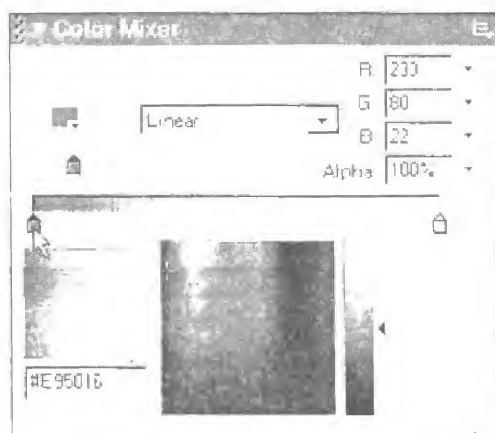 Color Mixer
R: 233
G: 80
Linear
B: 22
Alpha: 100%
#E95016